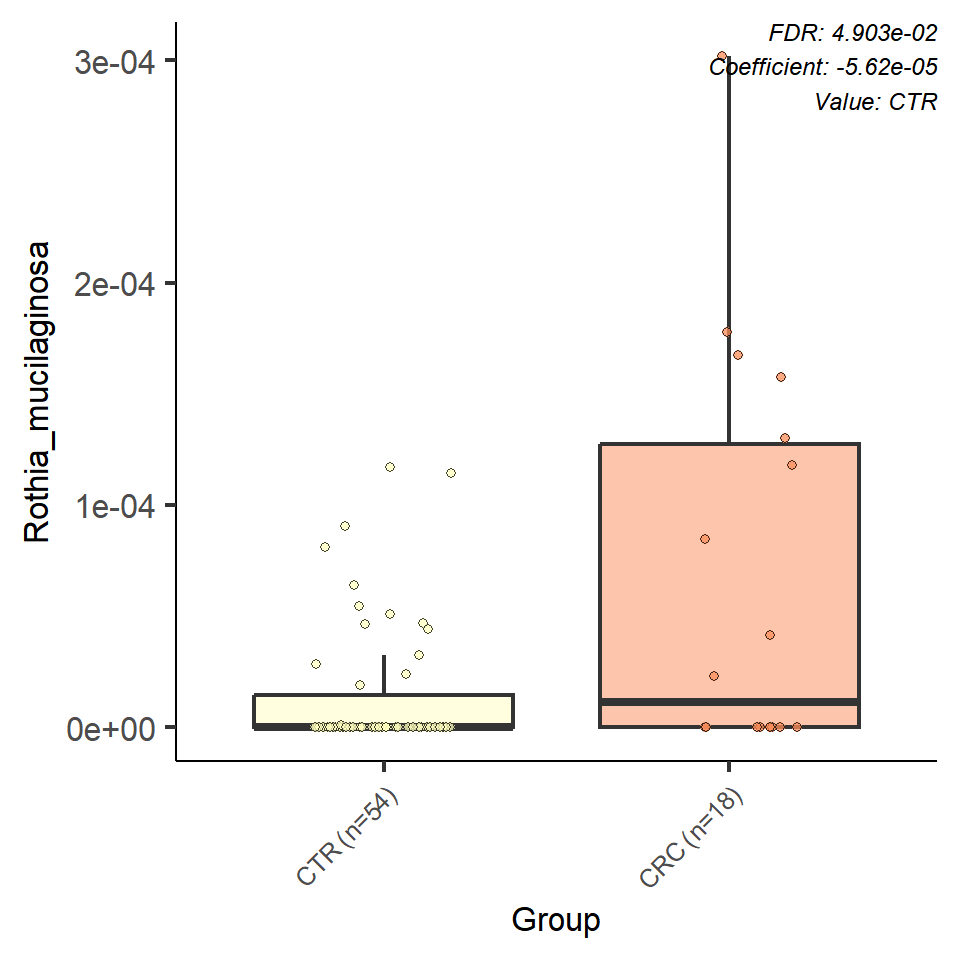 FDR: 4.903e-02
Coefficient: -5.62e-05
Value: CTR
3e-04
2e-04
1e-04
0e+00
Rothia_mucilaginosa
CTR (n=54)
CRC (n=18)
Group